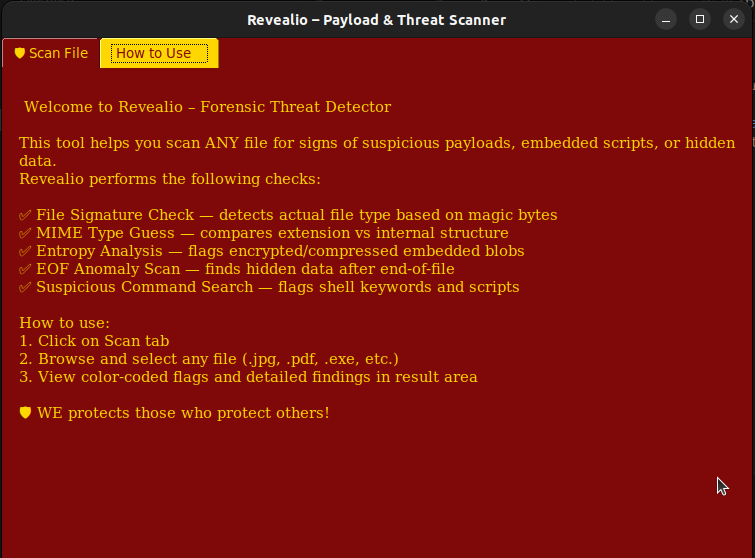 Revealio – Payload & Threat Scanner
🛡 Scan File
How to Use
Welcome to Revealio – Forensic Threat Detector
This tool helps you scan ANY file for signs of suspicious payloads, embedded scripts, or hidden
data.
Revealio performs the following checks:
✅ File Signature Check — detects actual file type based on magic bytes
✅ MIME Type Guess — compares extension vs internal structure
✅ Entropy Analysis — flags encrypted/compressed embedded blobs
✅ EOF Anomaly Scan — finds hidden data after end-of-file
✅ Suspicious Command Search — flags shell keywords and scripts
How to use:
1. Click on Scan tab
2. Browse and select any file (.jpg, .pdf, .exe, etc.)
3. View color-coded flags and detailed findings in result area
🛡 WE protects those who protect others!